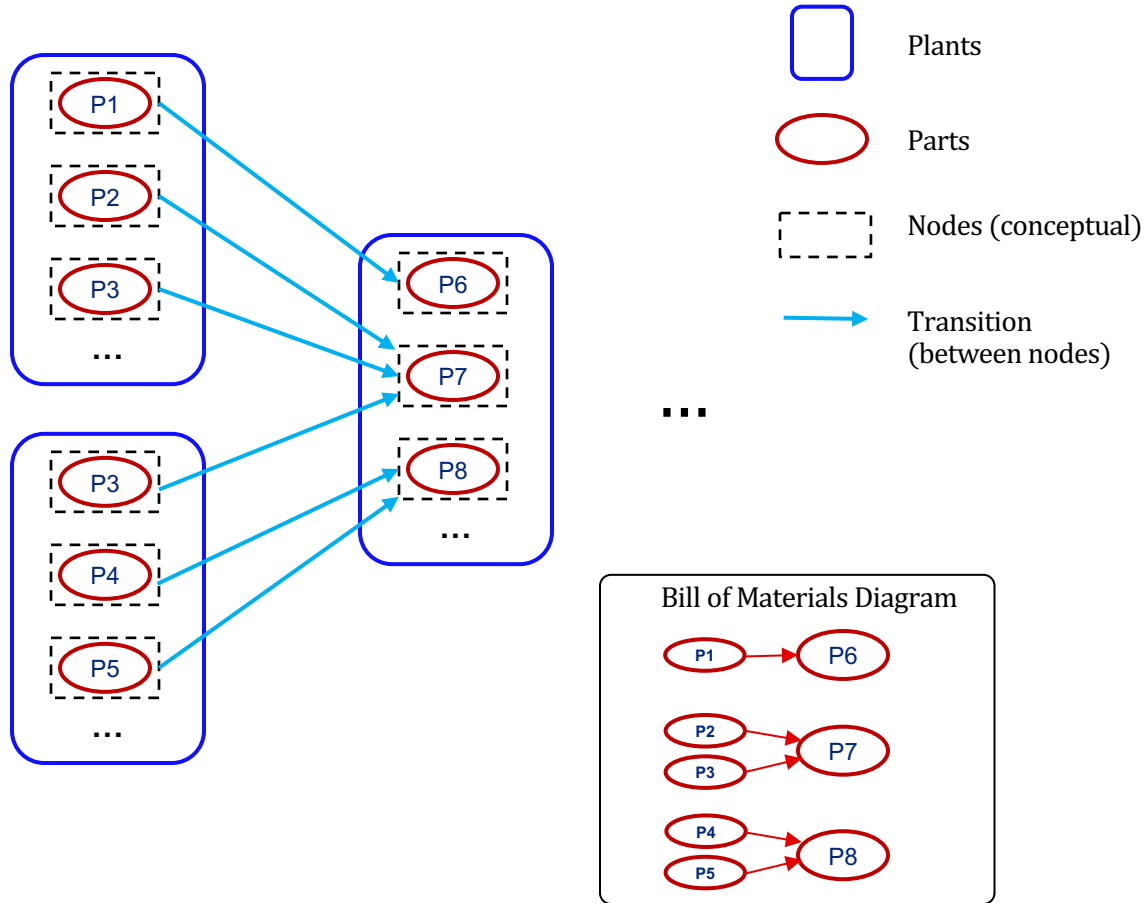 P1
P2
P3
...
P3
P4
P5
...
P6
P7
P8
...
...
Plants
Parts
Nodes (conceptual)
Transition
(between nodes)
Bill of Materials Diagram
P1
P6
P2
P3
P7
P4
P5
P8